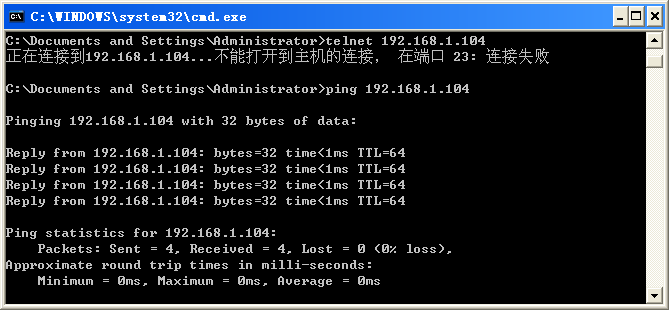 C:\WINDOWS\system32\cmd.exe
C:\Documents and Settings\Administrator>telnet 192.168.1.104
正在连接到192.168.1.104...不能打开到主机的连接， 在端口 23: 连接失败
C:\Documents and Settings\Administrator>ping 192.168.1.104
Pinging 192.168.1.104 with 32 bytes of data:
Reply from 192.168.1.104: bytes=32 time<1ms TTL=64
Reply from 192.168.1.104: bytes=32 time<1ms TTL=64
Reply from 192.168.1.104: bytes=32 time<1ms TTL=64
Reply from 192.168.1.104: bytes=32 time<1ms TTL=64
Ping statistics for 192.168.1.104:
    Packets: Sent = 4, Received = 4, Lost = 0 (0% loss),
Approximate round trip times in milli-seconds:
    Minimum = 0ms, Maximum = 0ms, Average = 0ms